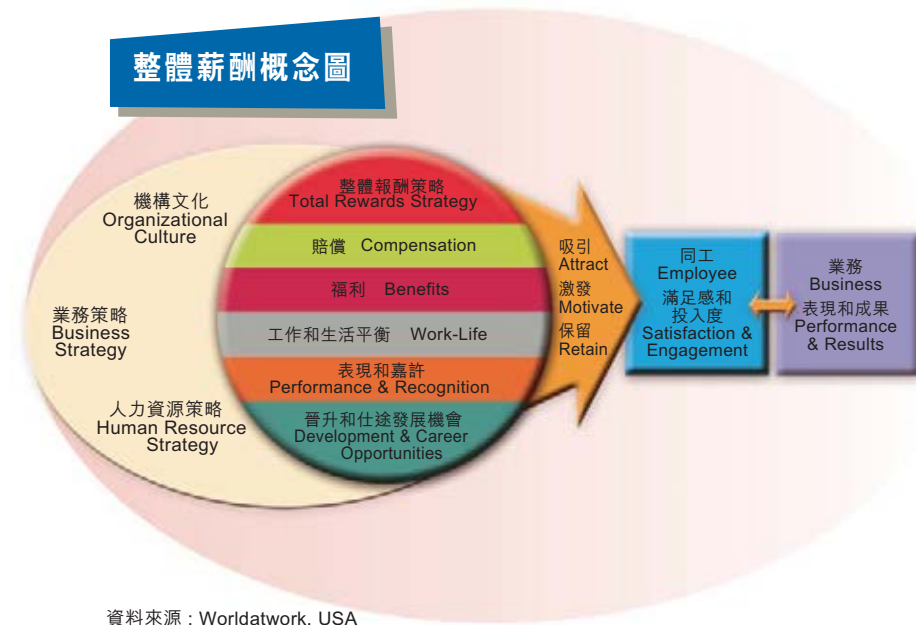 整體薪酬概念圖
機構文化
Organizational
Culture
業務策略
Business
Strategy
人力資源策略
Human Resource
Strategy
整體報酬策略
Total Rewards Strategy
賠償 Compensation
福利 Benefits
工作和生活平衡 Work-Life
表現和嘉許
Performance & Recognition
晉升和仕途發展機會
Development & Career
Opportunities
吸引
Attract
激發
Motivate
保留
Retain
同工
Employee
滿足感和
投入度
Satisfaction &
Engagement
業務
Business
表現和成果
Performance
& Results
資料來源 : Worldatwork, USA